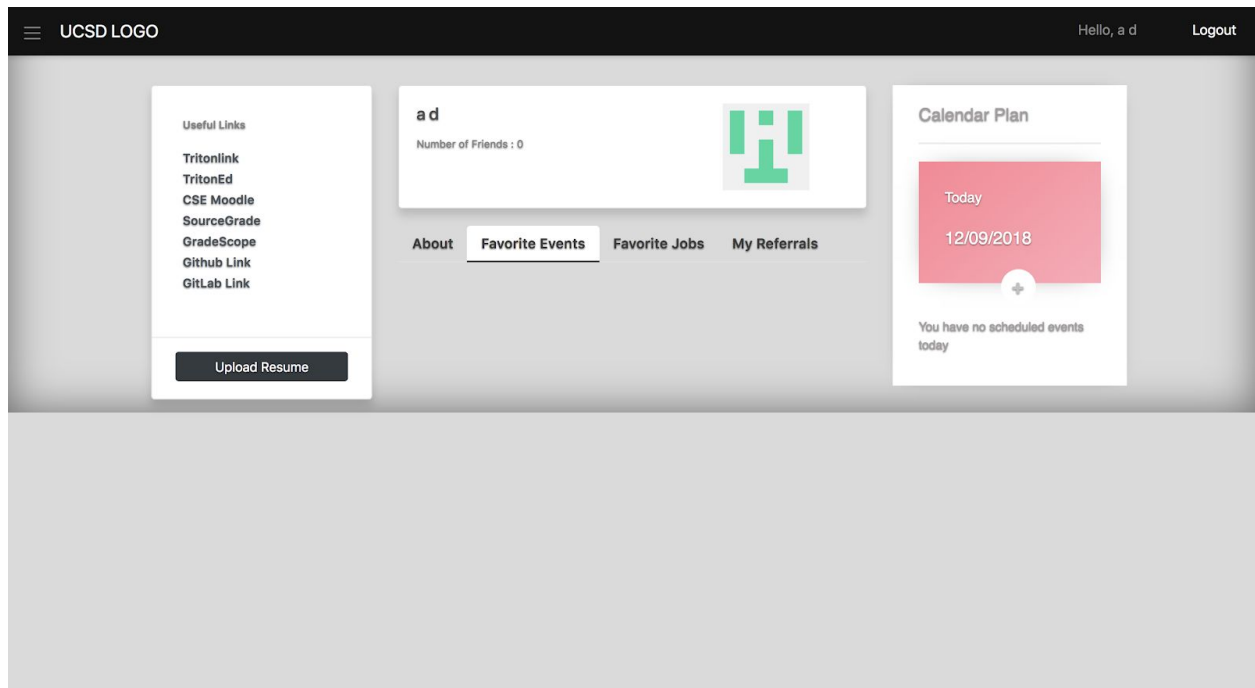 UCSD LOGO
Hello, a d
Logout
Useful Links
Tritonlink
TritonEd
CSE Moodle
SourceGrade
GradeScope
Github Link
GitLab Link
Upload Resume
a d
Number of Friends : 0
About
Favorite Events
Favorite Jobs
My Referrals
Calendar Plan
Today
12/09/2018
You have no scheduled events
today